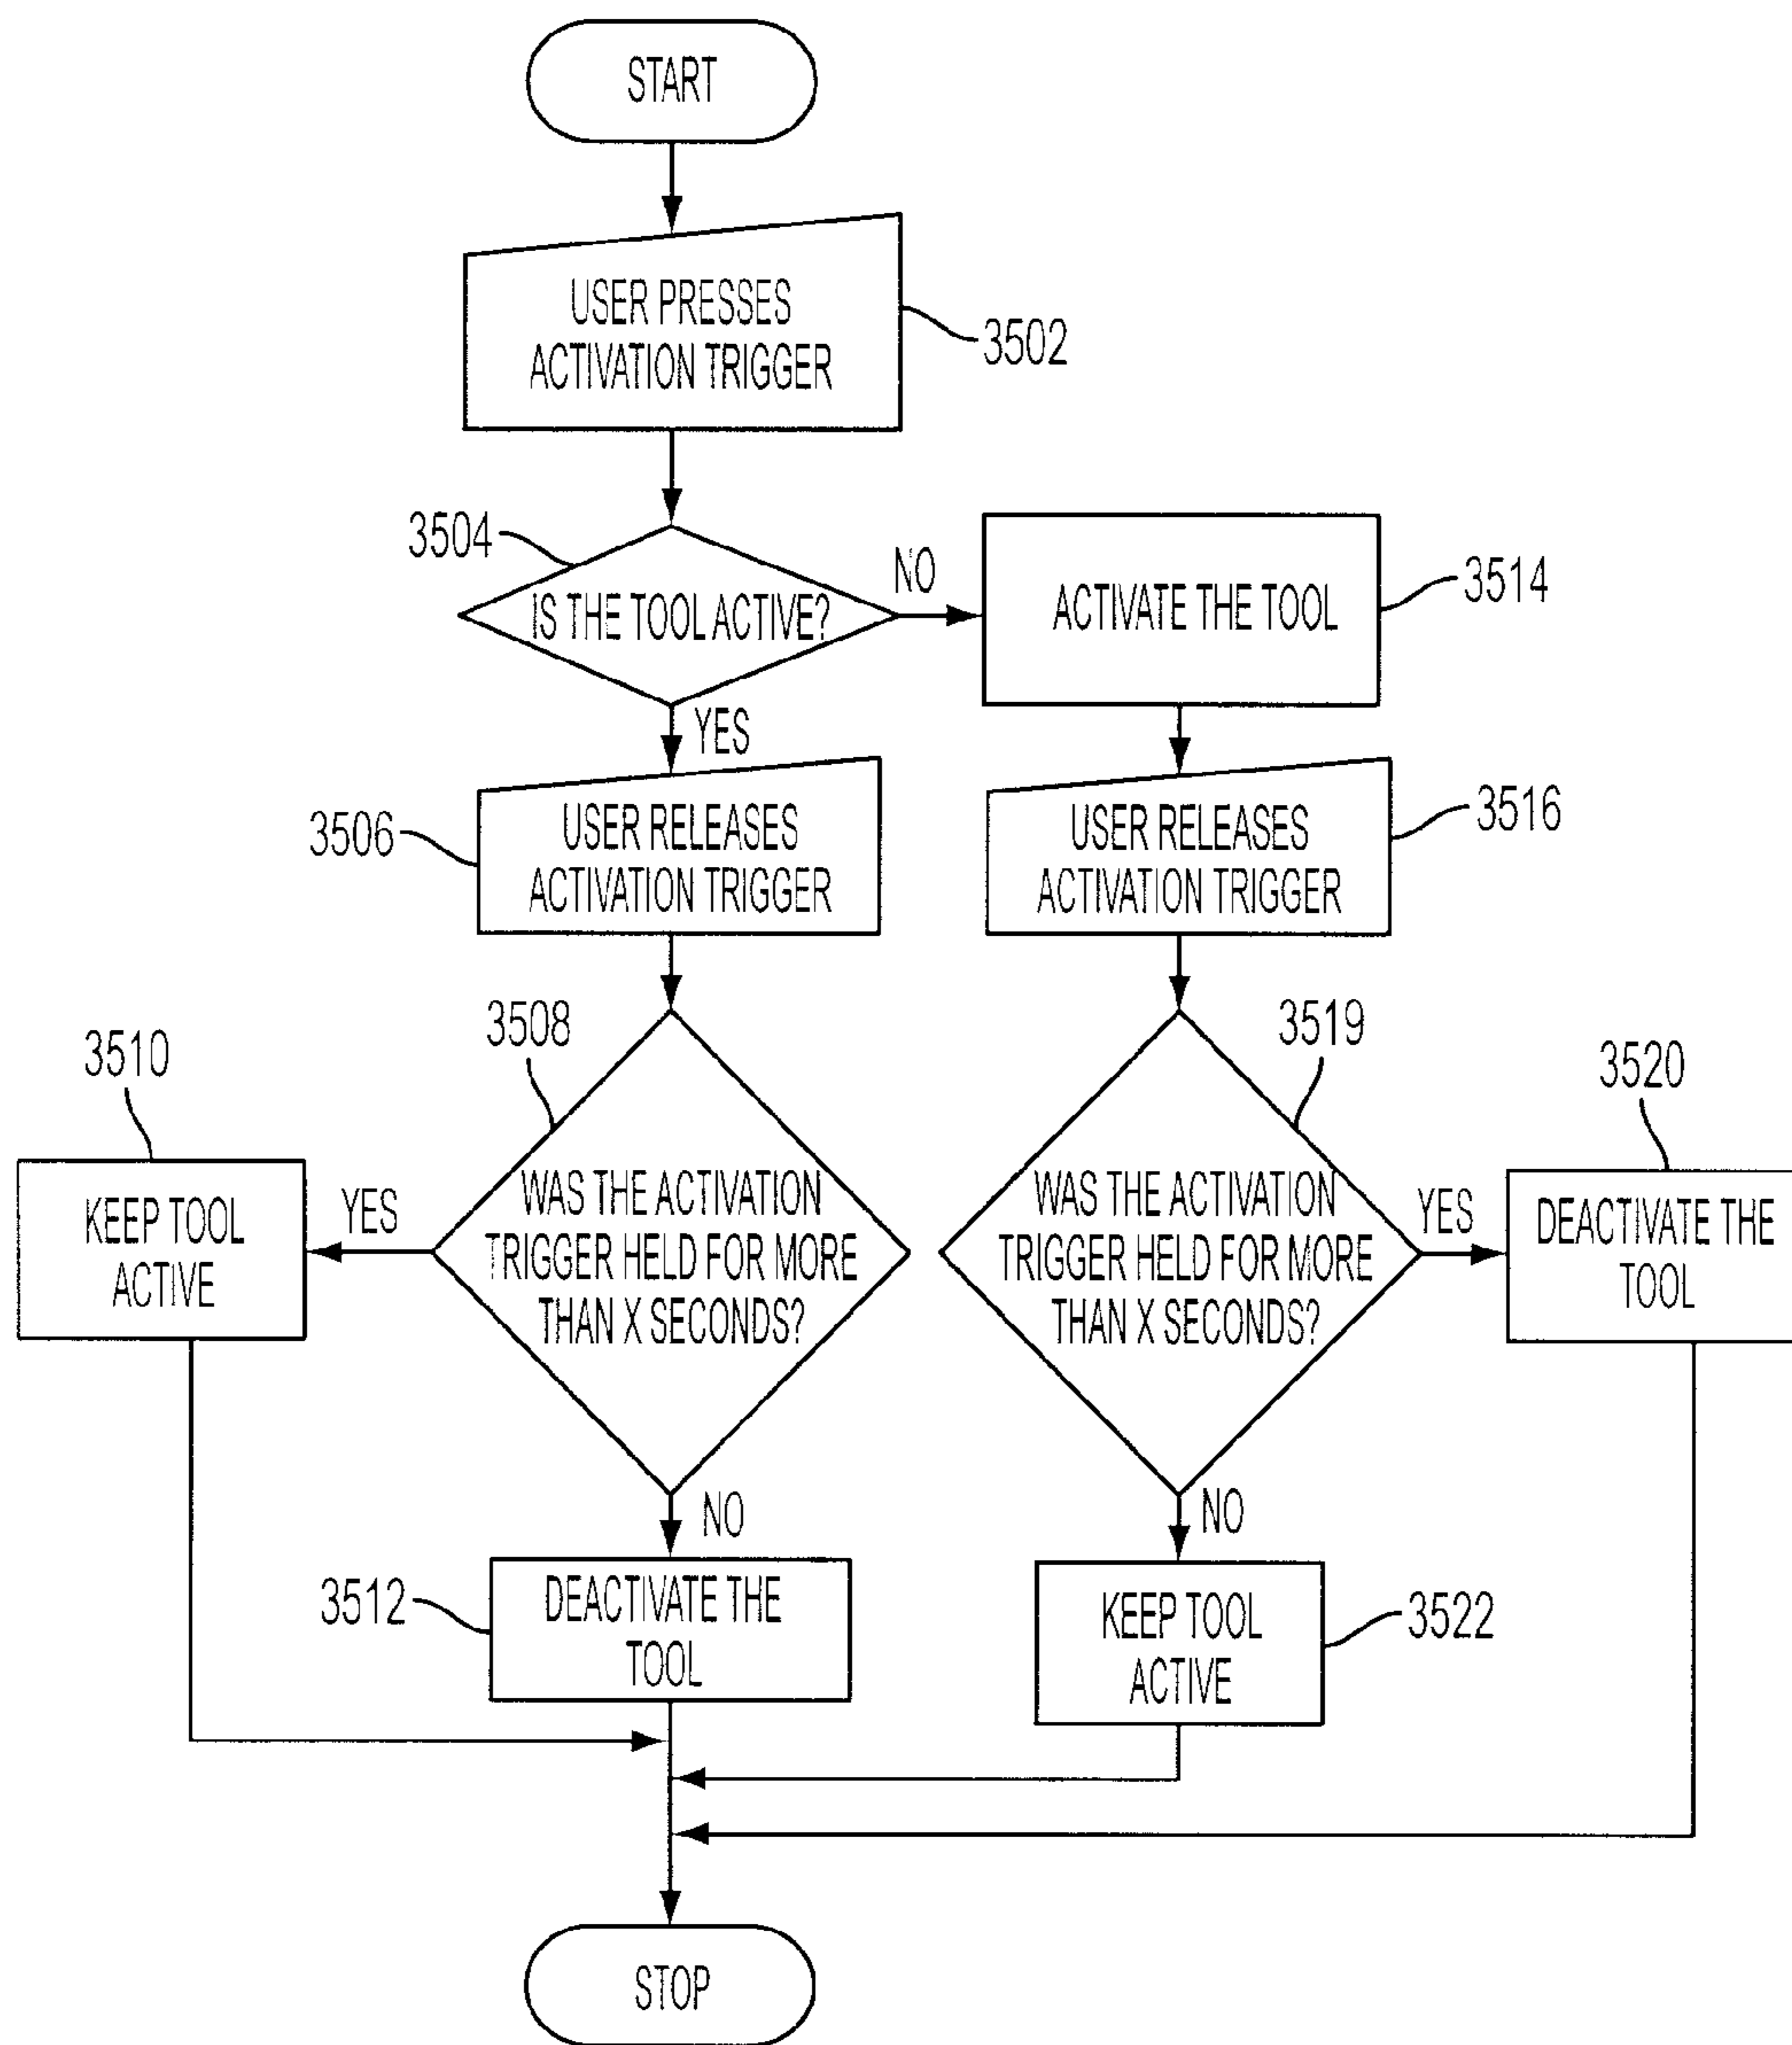 START
USER PRESSES
ACTIVATION TRIGGER
3502
3504
IS THE TOOL ACTIVE?
NO
ACTIVATE THE TOOL
3514
YES
3506
USER RELEASES
ACTIVATION TRIGGER
USER RELEASES
ACTIVATION TRIGGER
3516
3508
3519
3510
3520
KEEP TOOL
ACTIVE
YES
WAS THE ACTIVATION
TRIGGER HELD FOR MORE
THAN X SECONDS?
WAS THE ACTIVATION
TRIGGER HELD FOR MORE
THAN X SECONDS?
YES
DEACTIVATE THE
TOOL
NO
NO
3512
DEACTIVATE THE
TOOL
KEEP TOOL
ACTIVE
3522
STOP